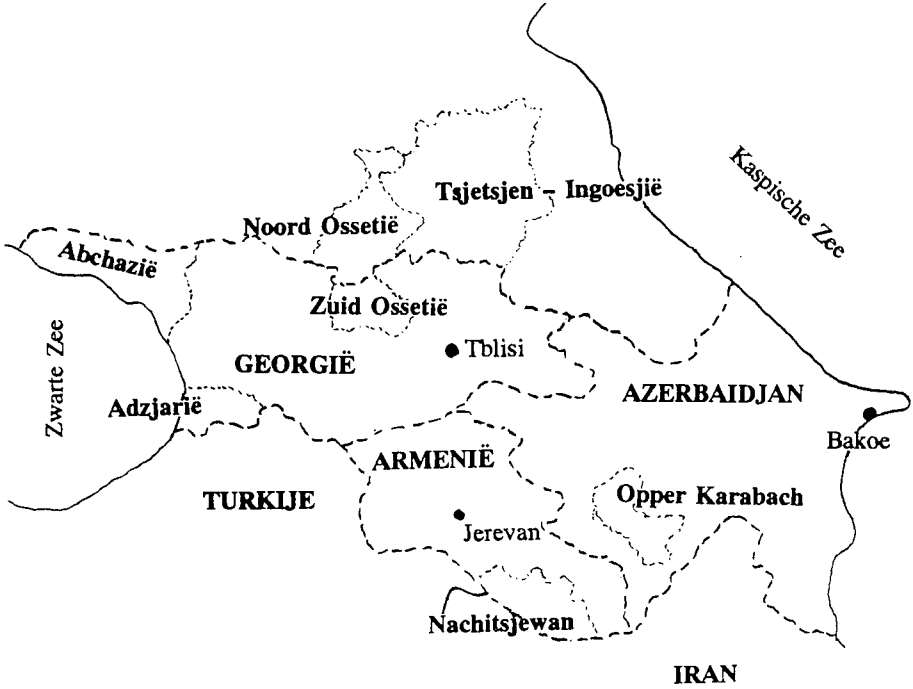 Kaspische Zee
Tsjetsjen – Ingoesjië
Noord Ossetië
Abchazië
Zuid Ossetië
Zwarte Zee
Tblisi
GEORGIË
AZERBAIDJAN
Adzjarië
Bakoe
ARMENIË
TURKIJE
Opper Karabach
Jerevan
Nachitsjewan
IRAN